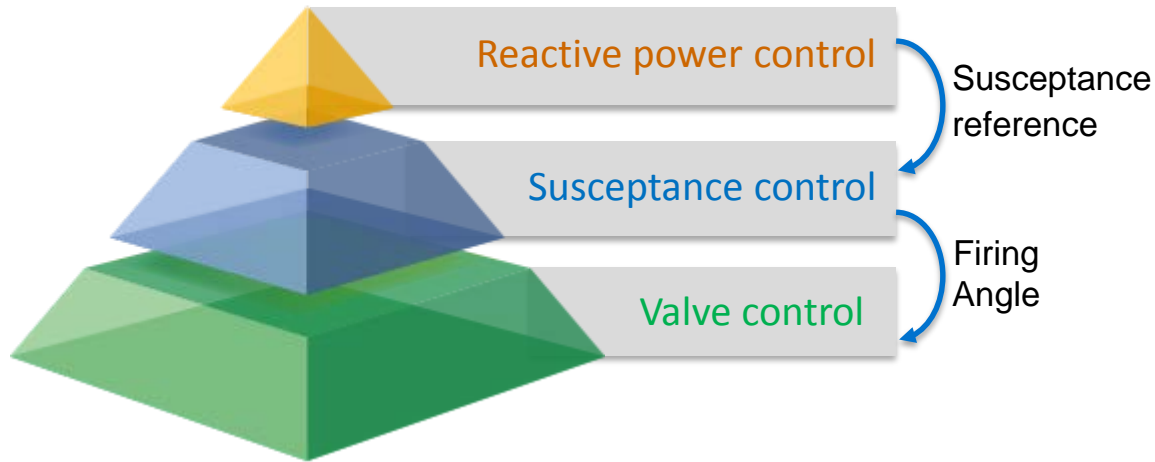 Reactive power control
Susceptance
reference
Susceptance control
Firing
Angle
Valve control